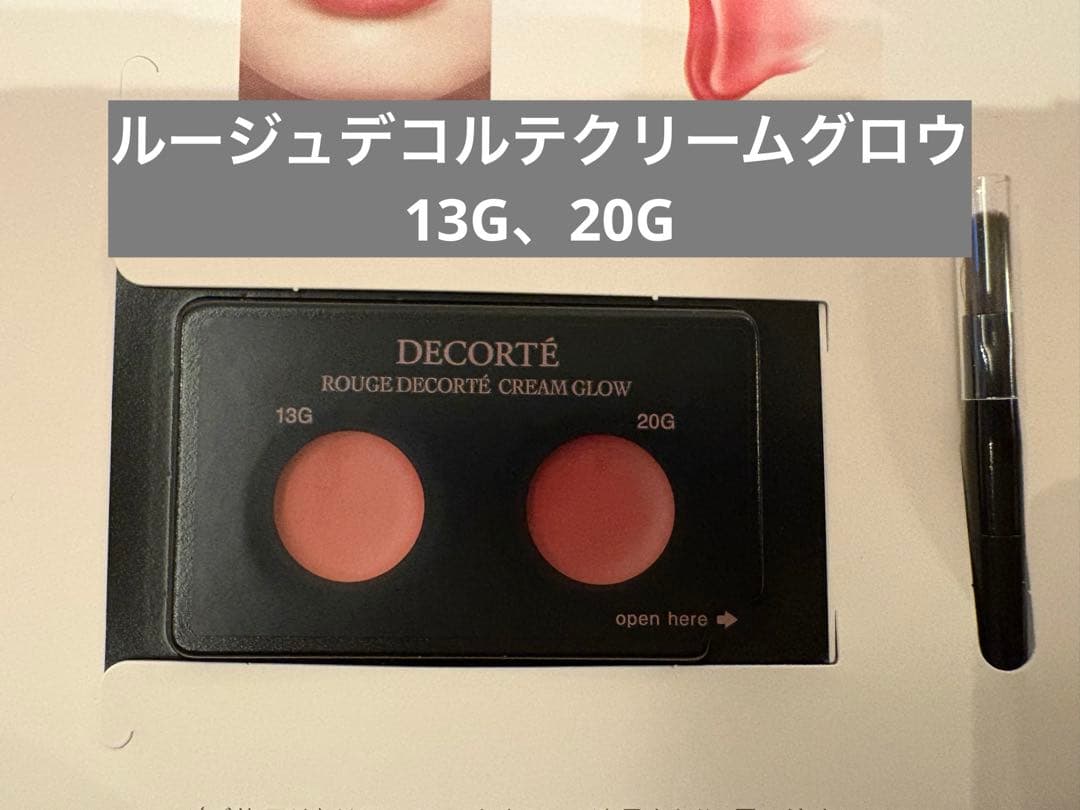 ルージュデコルテクリームグロウ
13G、20G
DECORTÉ
ROUGE DECORTÉ CREAM GLOW
13G
20G
open here